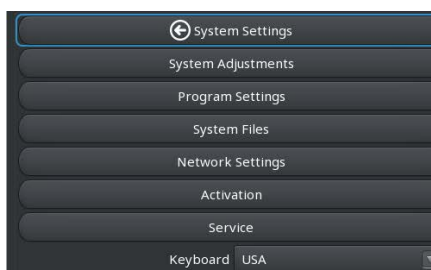 System Settings
System Adjustments
Program Settings
System Files
Network Settings
Activation
Service
Keyboard USA